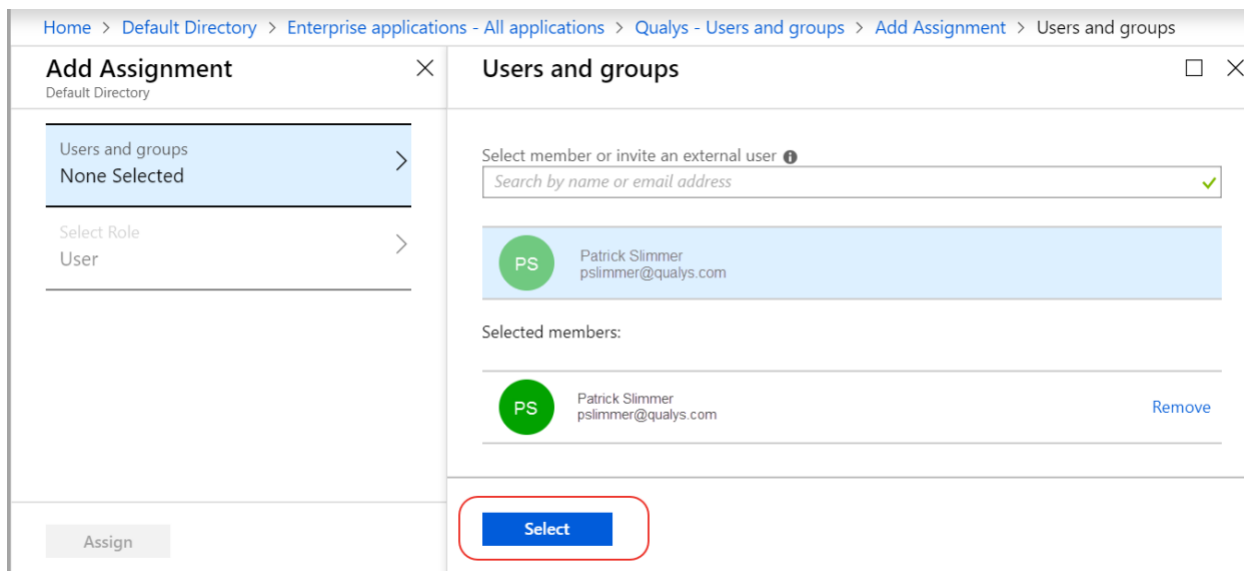 Home > Default Directory > Enterprise applications - All applications > Qualys - Users and groups > Add Assignment > Users and groups
Add Assignment
Default Directory
Users and groups
None Selected
Select Role
User
Assign
Users and groups
Select member or invite an external user
Search by name or email address
PS
Patrick Slimmer
pslimmer@qualys.com
Selected members:
PS
Patrick Slimmer
pslimmer@qualys.com
Remove
Select